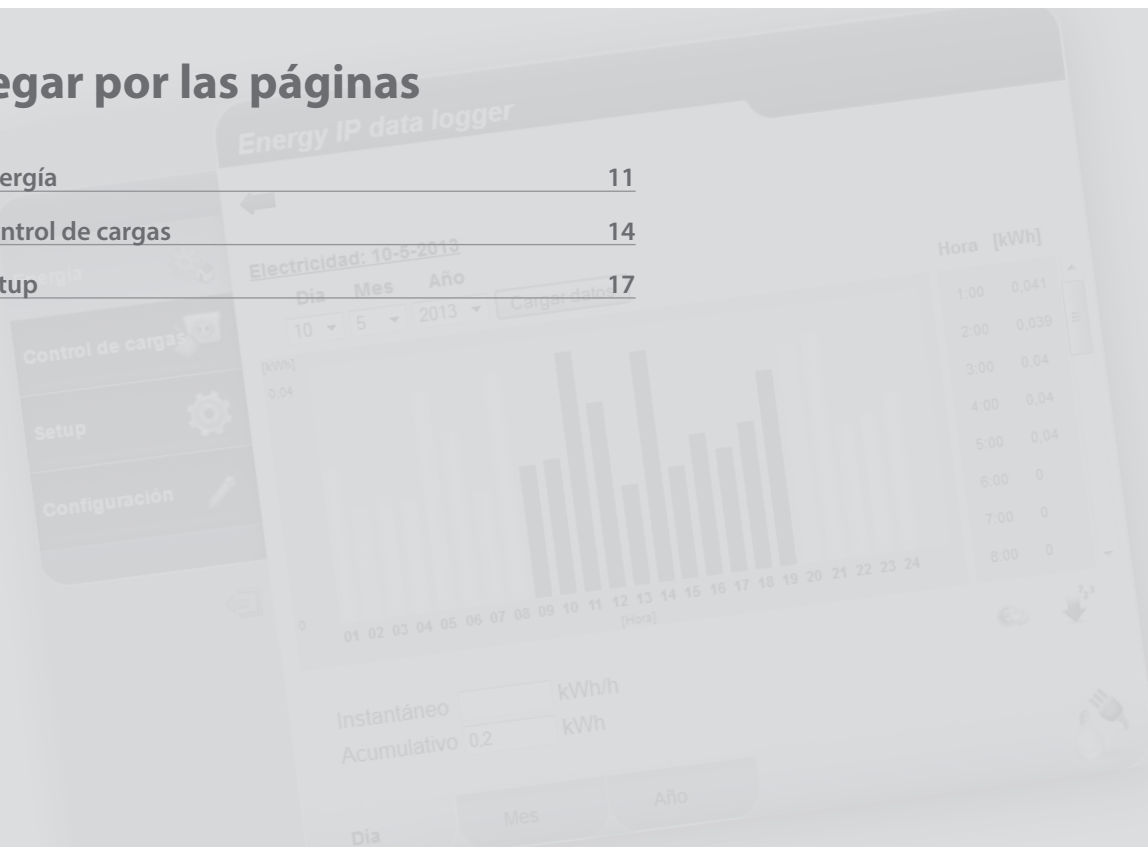 egar por las páginas
ergía 11
ntrol de cargas 14
tup 17
Energy IP data logger
Electricidad: 10-5-2013
Dia Mes Año
10 5 2013 Cargar datos
Hora [kWh]
1:00 0,041
2:00 0,039
3:00 0,04
4:00 0,04
5:00 0,04
6:00 0
7:00 0
8:00 0
Energía
Control de cargas
Setup
Configuración
[kWh]
0,04
0
01 02 03 04 05 06 07 08 09 10 11 12 13 14 15 16 17 18 19 20 21 22 23 24
[Hora]
Instantáneo kWh/h
Acumulativo 0,2 kWh
Dia Mes Año